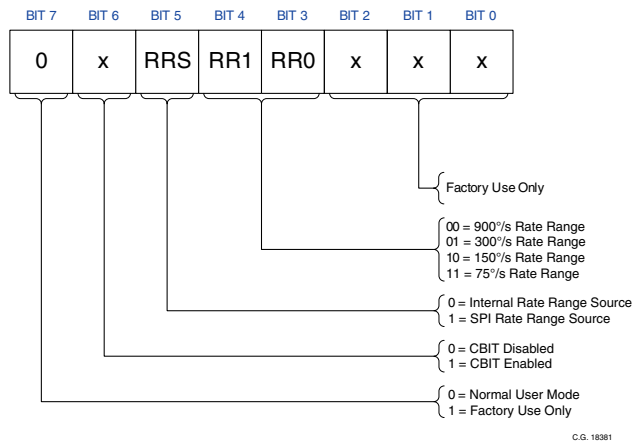 BIT 7 BIT 6 BIT 5 BIT 4 BIT 3 BIT 2 BIT 1 BIT 0
0 x RRS RR1 RR0 x x x
Factory Use Only
00 = 900°/s Rate Range
01 = 300°/s Rate Range
10 = 150°/s Rate Range
11 = 75°/s Rate Range
0 = Internal Rate Range Source
1 = SPI Rate Range Source
0 = CBIT Disabled
1 = CBIT Enabled
0 = Normal User Mode
1 = Factory Use Only
C.G. 18381